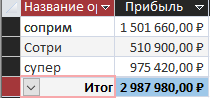 Название ор Прибыль
соприм 1 501 660,00 ₽
Сотри 510 900,00 ₽
супер 975 420,00 ₽
Итог 2 987 980,00 ₽